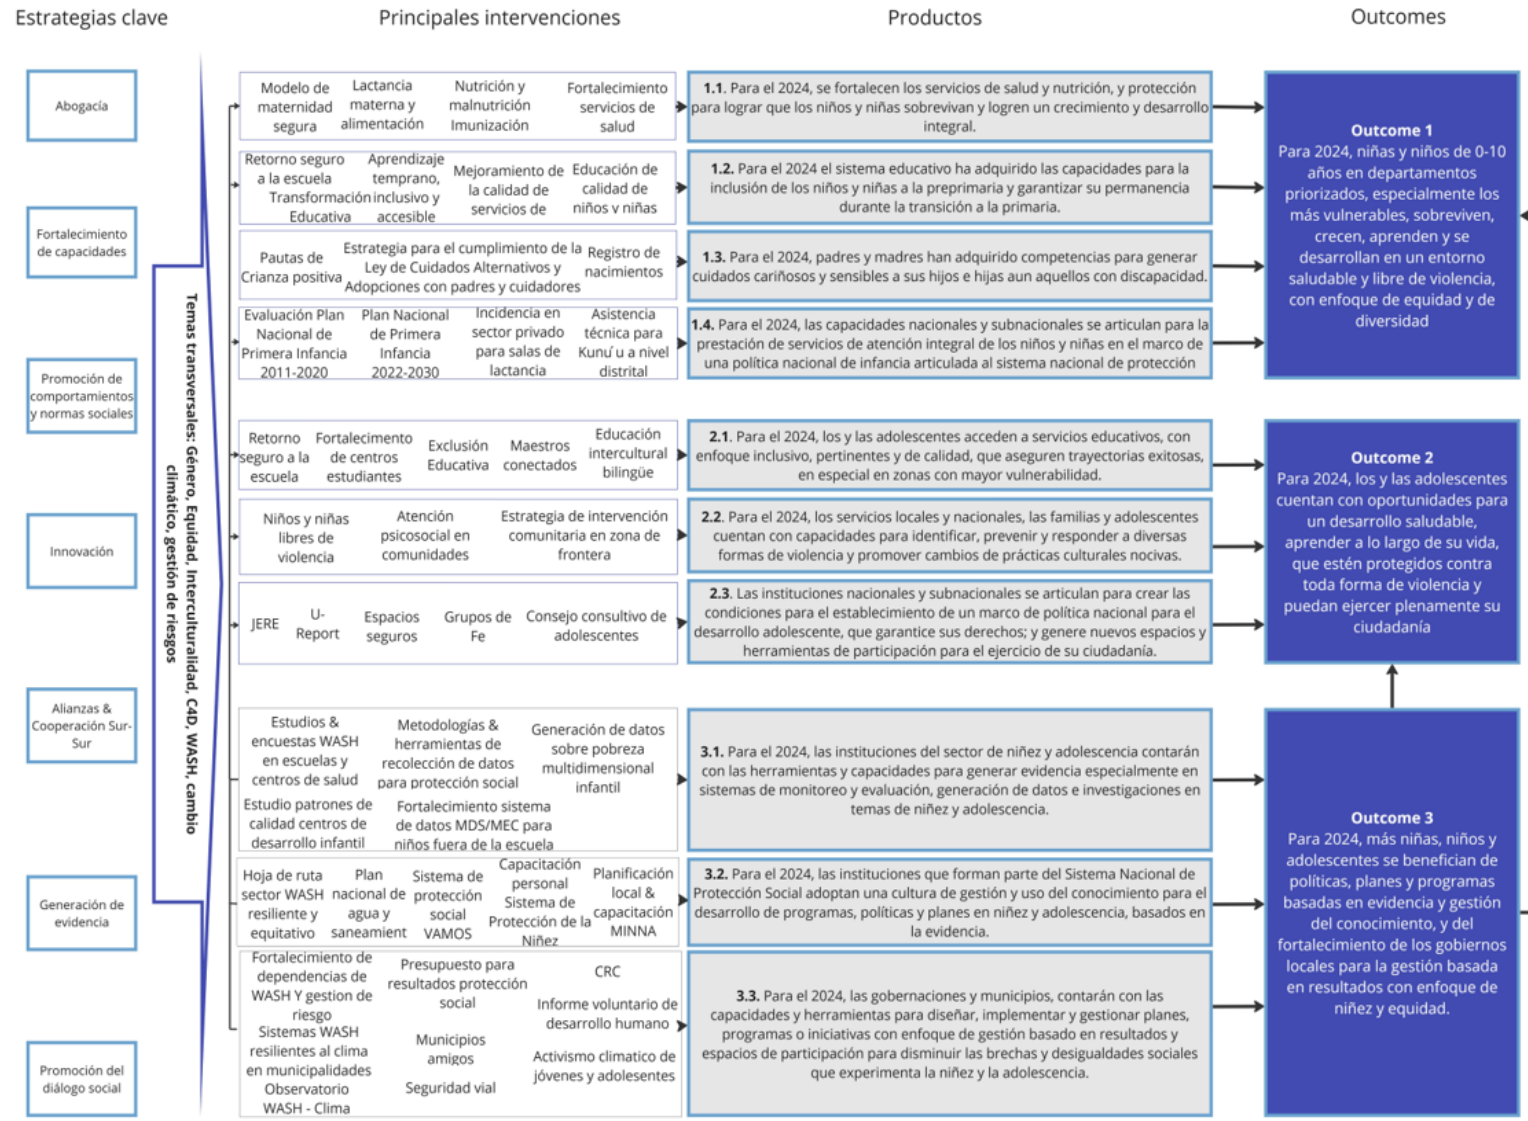 Estrategias clave
Principales intervenciones
Productos
Outcomes
Abogacía
Fortalecimiento
de capacidades
Promoción de
comportamientos
y normas sociales
Innovación
Alianzas &
Cooperación Sur-
Sur
Generación de
evidencia
Promoción del
diálogo social
Temas transversales: Género, Equidad, Interculturalidad, C4D, WASH, cambio
climático, gestión de riesgos
Modelo de
maternidad
segura
Lactancia
materna y
alimentación
Nutrición y
malnutrición
Imunización
Fortalecimiento
servicios de
salud
1.1. Para el 2024, se fortalecen los servicios de salud y nutrición, y protección
para lograr que los niños y niñas sobrevivan y logren un crecimiento y desarrollo
integral.
Retorno seguro
a la escuela
Transformación
Educativa
Aprendizaje
temprano,
inclusivo y
accesible
Mejoramiento de
la calidad de
servicios de
Educación de
calidad de
niños y niñas
1.2. Para el 2024 el sistema educativo ha adquirido las capacidades para la
inclusión de los niños y niñas a la preprimaria y garantizar su permanencia
durante la transición a la primaria.
Pautas de
Crianza positiva
Estrategia para el cumplimiento de la
Ley de Cuidados Alternativos y
Adopciones con padres y cuidadores
Registro de
nacimientos
1.3. Para el 2024, padres y madres han adquirido competencias para generar
cuidados cariñosos y sensibles a sus hijos e hijas aun aquellos con discapacidad.
Evaluación Plan
Nacional de
Primera Infancia
2011-2020
Plan Nacional
de Primera
Infancia
2022-2030
Incidencia en
sector privado
para salas de
lactancia
Asistencia
técnica para
Kunu´u a nivel
distrital
1.4. Para el 2024, las capacidades nacionales y subnacionales se articulan para la
prestación de servicios de atención integral de los niños y niñas en el marco de
una política nacional de infancia articulada al sistema nacional de protección
Outcome 1
Para 2024, niñas y niños de 0-10
años en departamentos
priorizados, especialmente los
más vulnerables, sobreviven,
crecen, aprenden y se
desarrollan en un entorno
saludable y libre de violencia,
con enfoque de equidad y de
diversidad
Retorno
seguro a la
escuela
Fortalecimento
de centros
estudiantes
Exclusión
Educativa
Maestros
conectados
Educación
intercultural
bilingüe
2.1. Para el 2024, los y las adolescentes acceden a servicios educativos, con
enfoque inclusivo, pertinentes y de calidad, que aseguren trayectorias exitosas,
en especial en zonas con mayor vulnerabilidad.
Niños y niñas
libres de
violencia
Atención
psicosocial en
comunidades
Estrategia de intervención
comunitaria en zona de
frontera
2.2. Para el 2024, los servicios locales y nacionales, las familias y adolescentes
cuentan con capacidades para identificar, prevenir y responder a diversas
formas de violencia y promover cambios de prácticas culturales nocivas.
JERE
U-
Report
Espacios
seguros
Grupos de
Fe
Consejo consultivo de
adolescentes
2.3. Las instituciones nacionales y subnacionales se articulan para crear las
condiciones para el establecimiento de un marco de política nacional para el
desarrollo adolescente, que garantice sus derechos; y genere nuevos espacios y
herramientas de participación para el ejercicio de su ciudadanía.
Outcome 2
Para 2024, los y las adolescentes
cuentan con oportunidades para
un desarrollo saludable,
aprender a lo largo de su vida,
que estén protegidos contra
toda forma de violencia y
puedan ejercer plenamente su
ciudadanía
Estudios &
encuestas WASH
en escuelas y
centros de salud
Metodologías &
herramientas de
recolección de datos
para protección social
Generación de datos
sobre pobreza
multidimensional
infantil
Estudio patrones de
calidad centros de
desarrollo infantil
Fortalecimiento sistema
de datos MDS/MEC para
niños fuera de la escuela
3.1. Para el 2024, las instituciones del sector de niñez y adolescencia contarán
con las herramientas y capacidades para generar evidencia especialmente en
sistemas de monitoreo y evaluación, generación de datos e investigaciones en
temas de niñez y adolescencia.
Hoja de ruta
sector WASH
resiliente y
equitativo
Plan
nacional de
agua y
saneamient
Sistema de
protección
social
VAMOS
Capacitación
personal
Sistema de
Protección de la
Niñez
Planificación
local &
capacitación
MINNA
3.2. Para el 2024, las instituciones que forman parte del Sistema Nacional de
Protección Social adoptan una cultura de gestión y uso del conocimiento para el
desarrollo de programas, políticas y planes en niñez y adolescencia, basados en
la evidencia.
Fortalecimiento de
dependencias de
WASH Y gestion de
riesgo
Sistemas WASH
resilientes al clima
en municipalidades
Observatorio
WASH - Clima
Presupuesto para
resultados protección
social
Municipios
amigos
Seguridad vial
CRC
Informe voluntario de
desarrollo humano
Activismo climatico de
jóvenes y adolesentes
3.3. Para el 2024, las gobernaciones y municipios, contarán con las
capacidades y herramientas para diseñar, implementar y gestionar planes,
programas o iniciativas con enfoque de gestión basado en resultados y
espacios de participación para disminuir las brechas y desigualdades sociales
que experimenta la niñez y la adolescencia.
Outcome 3
Para 2024, más niñas, niños y
adolescentes se benefician de
políticas, planes y programas
basadas en evidencia y gestión
del conocimiento, y del
fortalecimiento de los gobiernos
locales para la gestión basada
en resultados con enfoque de
niñez y equidad.